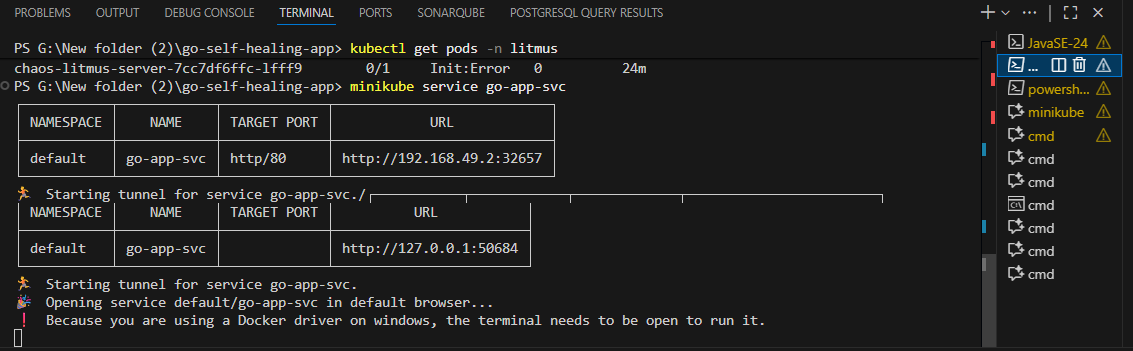 PROBLEMS OUTPUT DEBUG CONSOLE TERMINAL PORTS SONARQUBE POSTGRESQL QUERY RESULTS
PS G:\New folder (2)\go-self-healing-app> kubectl get pods -n litmus
chaos-litmus-server-7cc7df6ffc-lfff9 0/1 Init:Error 0 24m
PS G:\New folder (2)\go-self-healing-app> minikube service go-app-svc
NAMESPACE NAME TARGET PORT URL
default go-app-svc http/80 http://192.168.49.2:32657
Starting tunnel for service go-app-svc./
NAMESPACE NAME TARGET PORT URL
default go-app-svc http://127.0.0.1:50684
Starting tunnel for service go-app-svc.
Opening service default/go-app-svc in default browser...
! Because you are using a Docker driver on windows, the terminal needs to be open to run it.
JavaSE-24
...
powersh...
minikube
cmd
cmd
cmd
cmd
cmd
cmd
cmd